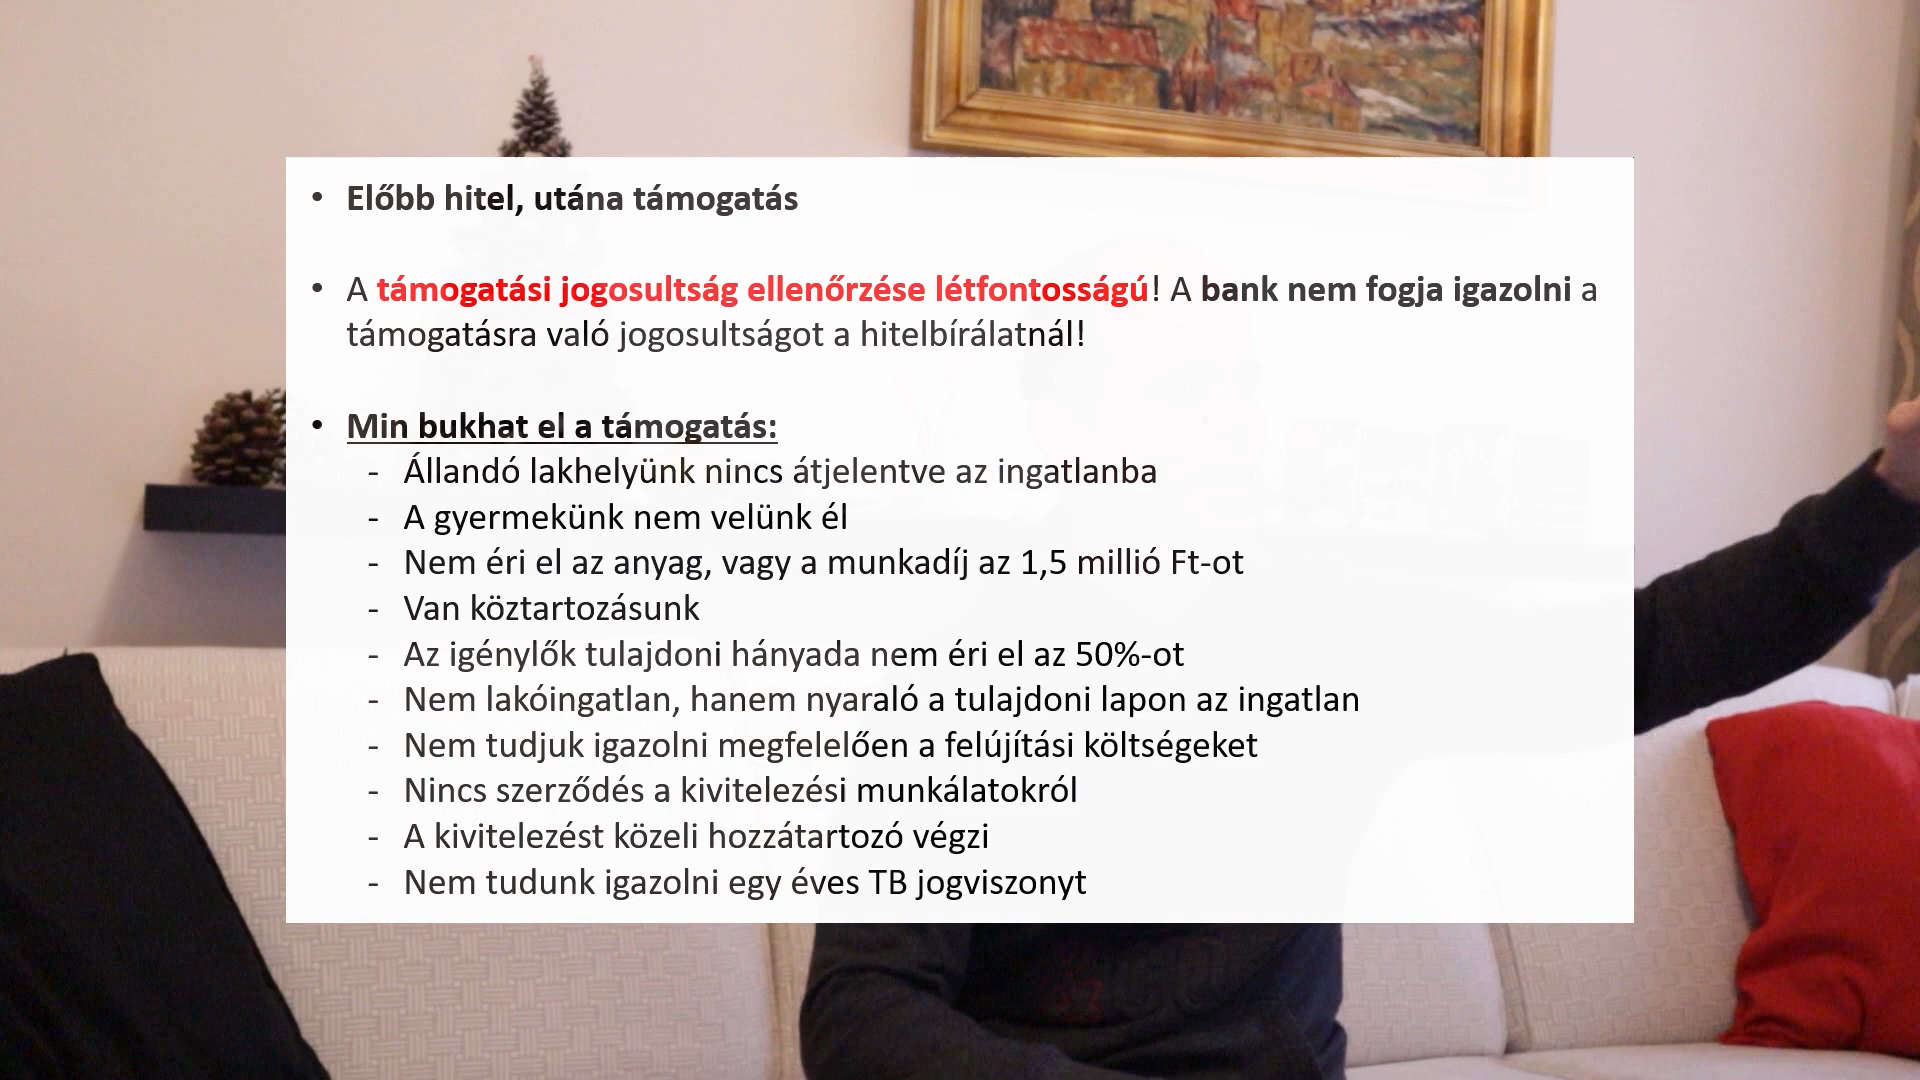 • Előbb hitel, utána támogatás
• A támogatási jogosultság ellenőrzése létfontosságú! A bank nem fogja igazolni a
támogatásra való jogosultságot a hitelbírálatnál!
• Min bukhat el a támogatás:
- Állandó lakhelyünk nincs átjelentve az ingatlanba
- A gyermekünk nem velünk él
- Nem éri el az anyag, vagy a munkadíj az 1,5 millió Ft-ot
- Van köztartozásunk
- Az igénylők tulajdoni hányada nem éri el az 50%-ot
- Nem lakóingatlan, hanem nyaraló a tulajdoni lapon az ingatlan
- Nem tudjuk igazolni megfelelően a felújítási költségeket
- Nincs szerződés a kivitelezési munkálatokról
- A kivitelezést közeli hozzátartozó végzi
- Nem tudunk igazolni egy éves TB jogviszonyt